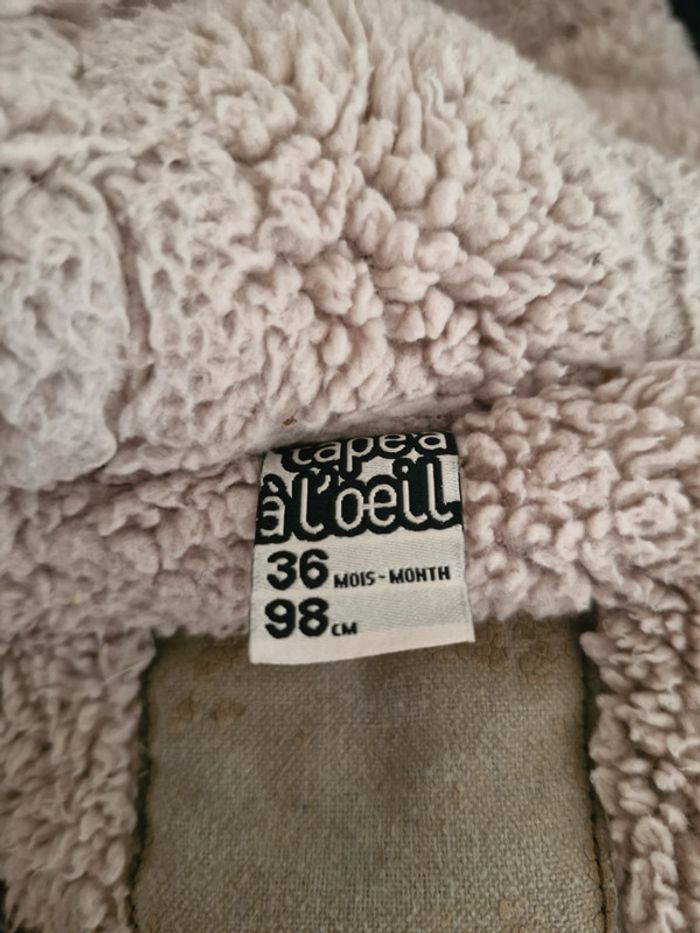 tape à
à l'oeil
36 MOIS - MONTH
98 CM